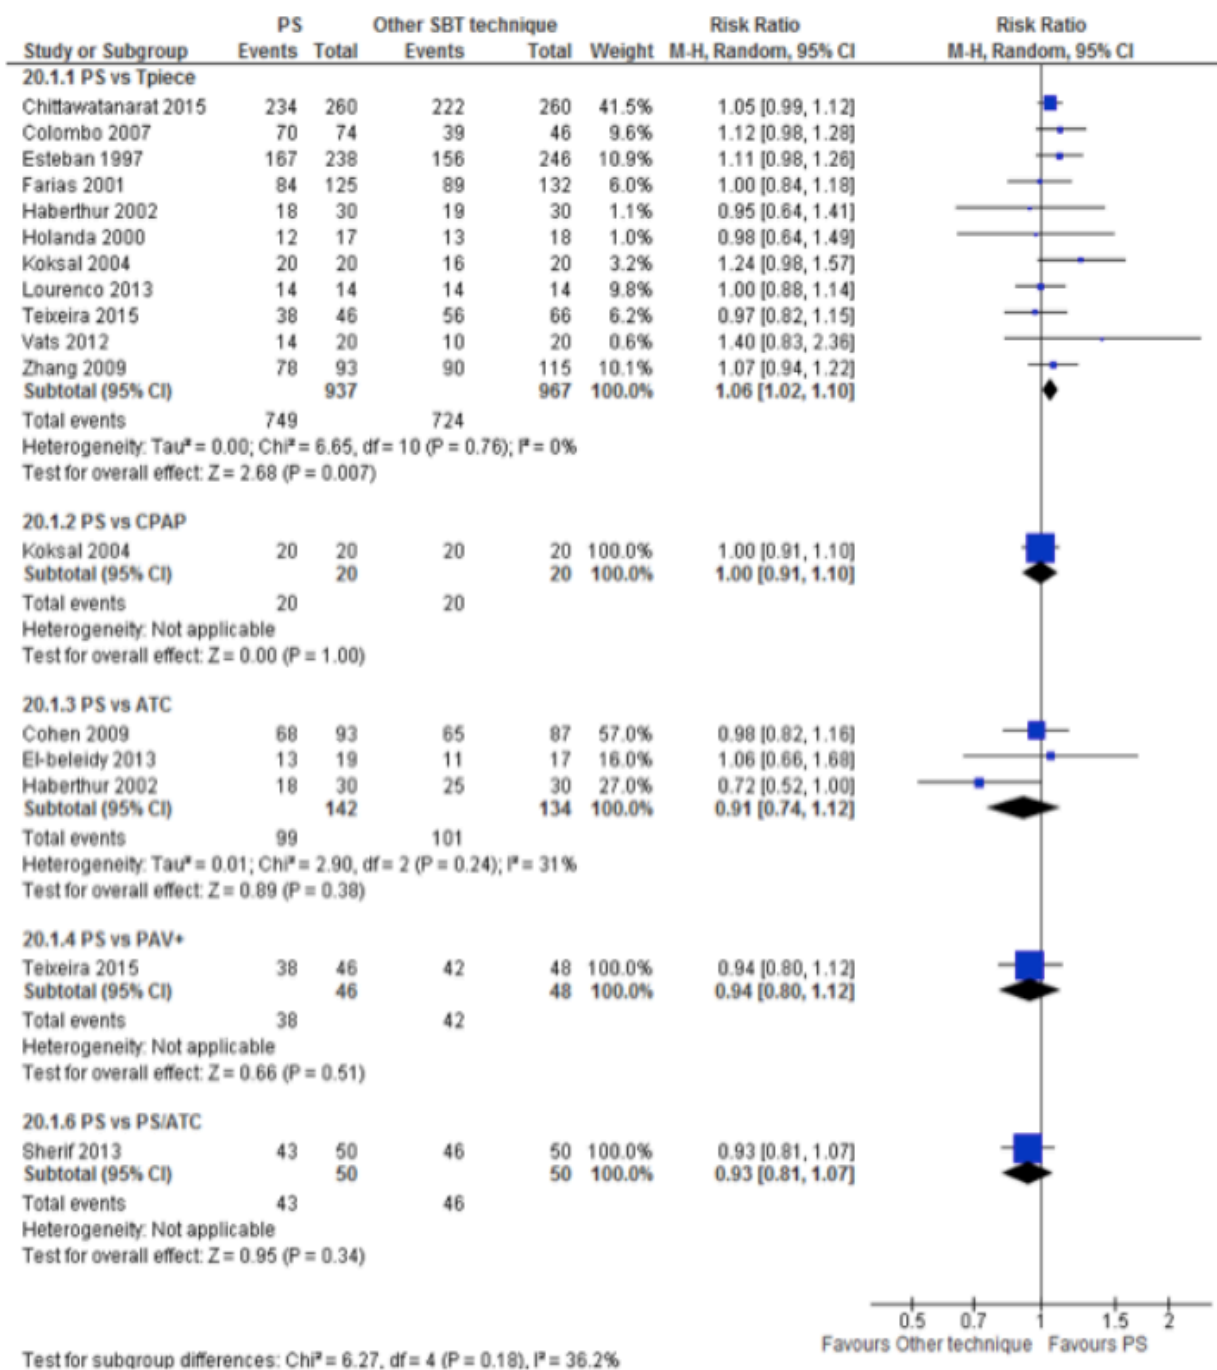 PS Other SBT technique Risk Ratio Risk Ratio
Study or Subgroup Events Total Events Total Weight M-H, Random, 95% CI M-H, Random, 95% CI
20.1.1 PS vs Tpiece
Chittawatanarat 2015 234 260 222 260 41.5% 1.05 [0.99, 1.12]
Colombo 2007 70 74 39 46 9.6% 1.12 [0.98, 1.28]
Esteban 1997 167 238 156 246 10.9% 1.11 [0.98, 1.26]
Farias 2001 84 125 89 132 6.0% 1.00 [0.84, 1.18]
Haberthur 2002 18 30 19 30 1.1% 0.95 [0.64, 1.41]
Holanda 2000 12 17 13 18 1.0% 0.98 [0.64, 1.49]
Koksal 2004 20 20 16 20 3.2% 1.24 [0.98, 1.57]
Lourenco 2013 14 14 14 14 9.8% 1.00 [0.88, 1.14]
Teixeira 2015 38 46 56 66 6.2% 0.97 [0.82, 1.15]
Vats 2012 14 20 10 20 0.6% 1.40 [0.83, 2.36]
Zhang 2009 78 93 90 115 10.1% 1.07 [0.94, 1.22]
Subtotal (95% CI) 937 967 100.0% 1.06 [1.02, 1.10]
Total events 749 724
Heterogeneity: Tau² = 0.00; Chi² = 6.65, df = 10 (P = 0.76); I² = 0%
Test for overall effect: Z = 2.68 (P = 0.007)
20.1.2 PS vs CPAP
Koksal 2004 20 20 20 20 100.0% 1.00 [0.91, 1.10]
Subtotal (95% CI) 20 20 100.0% 1.00 [0.91, 1.10]
Total events 20 20
Heterogeneity: Not applicable
Test for overall effect: Z = 0.00 (P = 1.00)
20.1.3 PS vs ATC
Cohen 2009 68 93 65 87 57.0% 0.98 [0.82, 1.16]
El-beleidy 2013 13 19 11 17 16.0% 1.06 [0.66, 1.68]
Haberthur 2002 18 30 25 30 27.0% 0.72 [0.52, 1.00]
Subtotal (95% CI) 142 134 100.0% 0.91 [0.74, 1.12]
Total events 99 101
Heterogeneity: Tau² = 0.01; Chi² = 2.90, df = 2 (P = 0.24); I² = 31%
Test for overall effect: Z = 0.89 (P = 0.38)
20.1.4 PS vs PAV+
Teixeira 2015 38 46 42 48 100.0% 0.94 [0.80, 1.12]
Subtotal (95% CI) 46 48 100.0% 0.94 [0.80, 1.12]
Total events 38 42
Heterogeneity: Not applicable
Test for overall effect: Z = 0.66 (P = 0.51)
20.1.6 PS vs PS/ATC
Sherif 2013 43 50 46 50 100.0% 0.93 [0.81, 1.07]
Subtotal (95% CI) 50 50 100.0% 0.93 [0.81, 1.07]
Total events 43 46
Heterogeneity: Not applicable
Test for overall effect: Z = 0.95 (P = 0.34)
0.5 0.7 1 1.5 2
Favours Other technique Favours PS
Test for subgroup differences: Chi² = 6.27, df = 4 (P = 0.18), I² = 36.2%